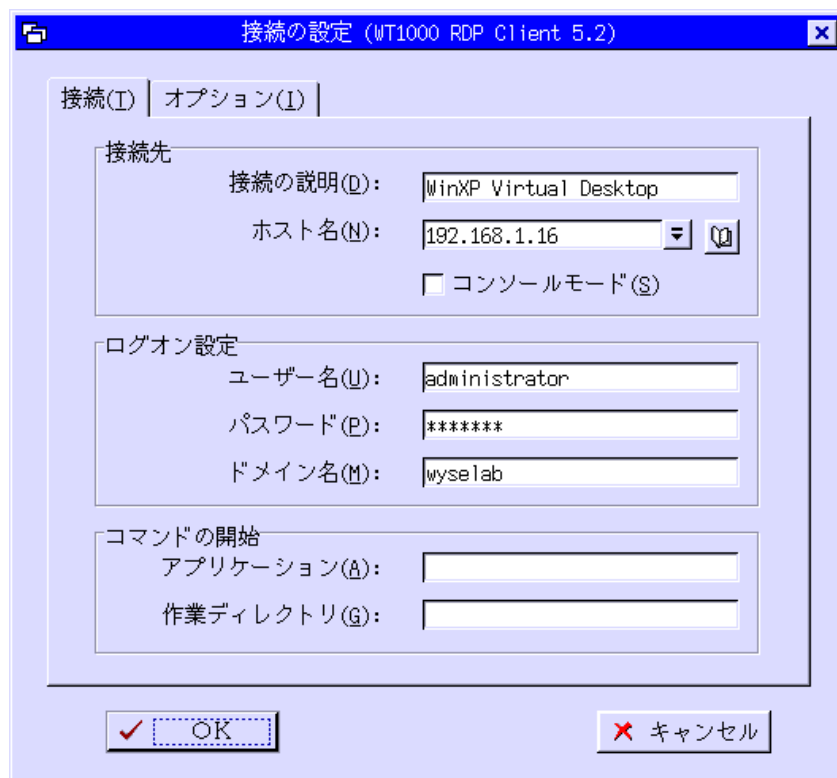 接続の設定 (WT1000 RDP Client 5.2)
接続(T) オプション(I)
接続先
接続の説明(D): WinXP Virtual Desktop
ホスト名(N): 192.168.1.16
コンソールモード(S)
ログオン設定
ユーザー名(U): administrator
パスワード(P): *******
ドメイン名(M): wyselab
コマンドの開始
アプリケーション(A):
作業ディレクトリ(G):
OK キャンセル